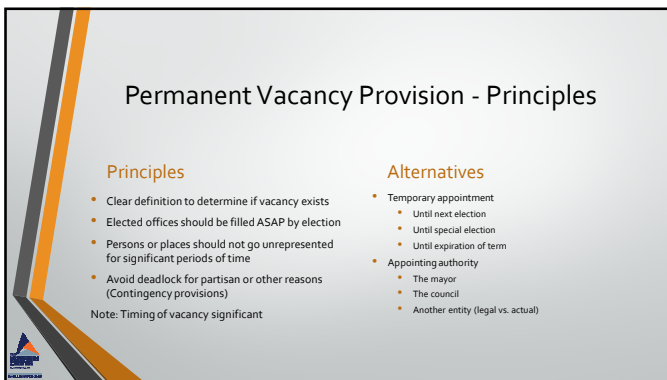 Permanent Vacancy Provision - Principles
Principles
• Clear definition to determine if vacancy exists
• Elected offices should be filled ASAP by election
• Persons or places should not go unrepresented
for significant periods of time
• Avoid deadlock for partisan or other reasons
(Contingency provisions)
Note: Timing of vacancy significant
Alternatives
• Temporary appointment
• Until next election
• Until special election
• Until expiration of term
• Appointing authority
• The mayor
• The council
• Another entity (legal vs. actual)